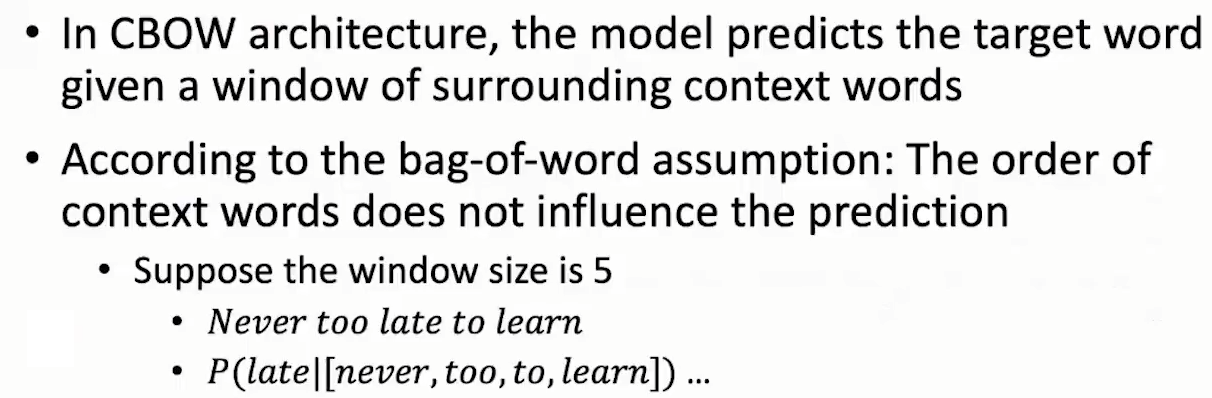 • In CBOW architecture, the model predicts the target word
given a window of surrounding context words
• According to the bag-of-word assumption: The order of
context words does not influence the prediction
• Suppose the window size is 5
• Never too late to learn
• P(late|[never, too, to, learn]) ...